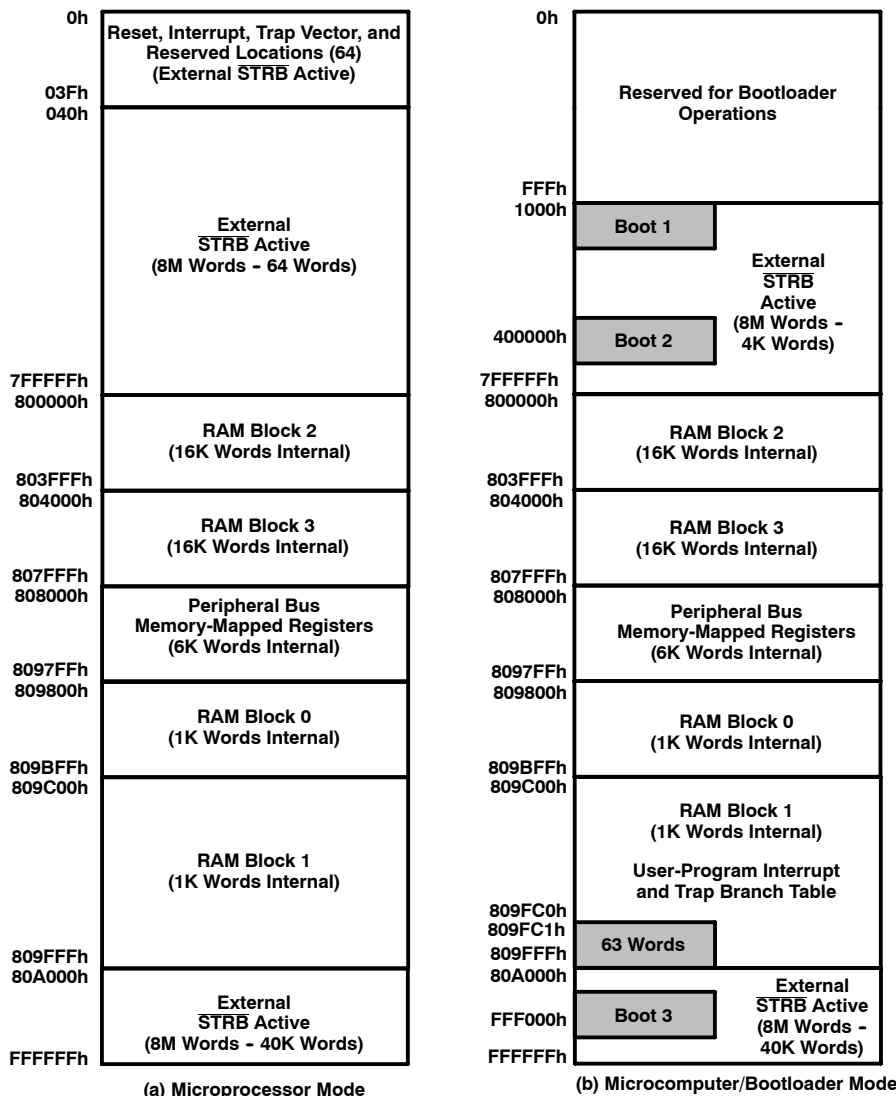 0h
Reset, Interrupt, Trap Vector, and
Reserved Locations (64)
(External STRB Active)
03Fh
040h
External
STRB Active
(8M Words - 64 Words)
7FFFFFh
800000h
RAM Block 2
(16K Words Internal)
803FFFh
804000h
RAM Block 3
(16K Words Internal)
807FFFh
808000h
Peripheral Bus
Memory-Mapped Registers
(6K Words Internal)
8097FFh
809800h
RAM Block 0
(1K Words Internal)
809BFFh
809C00h
RAM Block 1
(1K Words Internal)
809FFFh
80A000h
External
STRB Active
(8M Words - 40K Words)
FFFFFFh
(a) Microprocessor Mode
0h
Reserved for Bootloader
Operations
FFFh
1000h
Boot 1
External
STRB
Active
(8M Words -
4K Words)
400000h
Boot 2
7FFFFFh
800000h
RAM Block 2
(16K Words Internal)
803FFFh
804000h
RAM Block 3
(16K Words Internal)
807FFFh
808000h
Peripheral Bus
Memory-Mapped Registers
(6K Words Internal)
8097FFh
809800h
RAM Block 0
(1K Words Internal)
809BFFh
809C00h
RAM Block 1
(1K Words Internal)
User-Program Interrupt
and Trap Branch Table
809FC0h
809FC1h
63 Words
809FFFh
80A000h
External
STRB Active
(8M Words -
40K Words)
FFF000h
Boot 3
FFFFFFh
(b) Microcomputer/Bootloader Mode